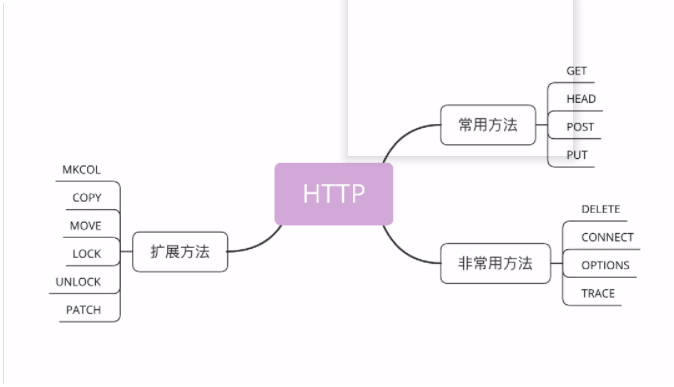 HTTP
常用方法
GET
HEAD
POST
PUT
非常用方法
DELETE
CONNECT
OPTIONS
TRACE
扩展方法
MKCOL
COPY
MOVE
LOCK
UNLOCK
PATCH